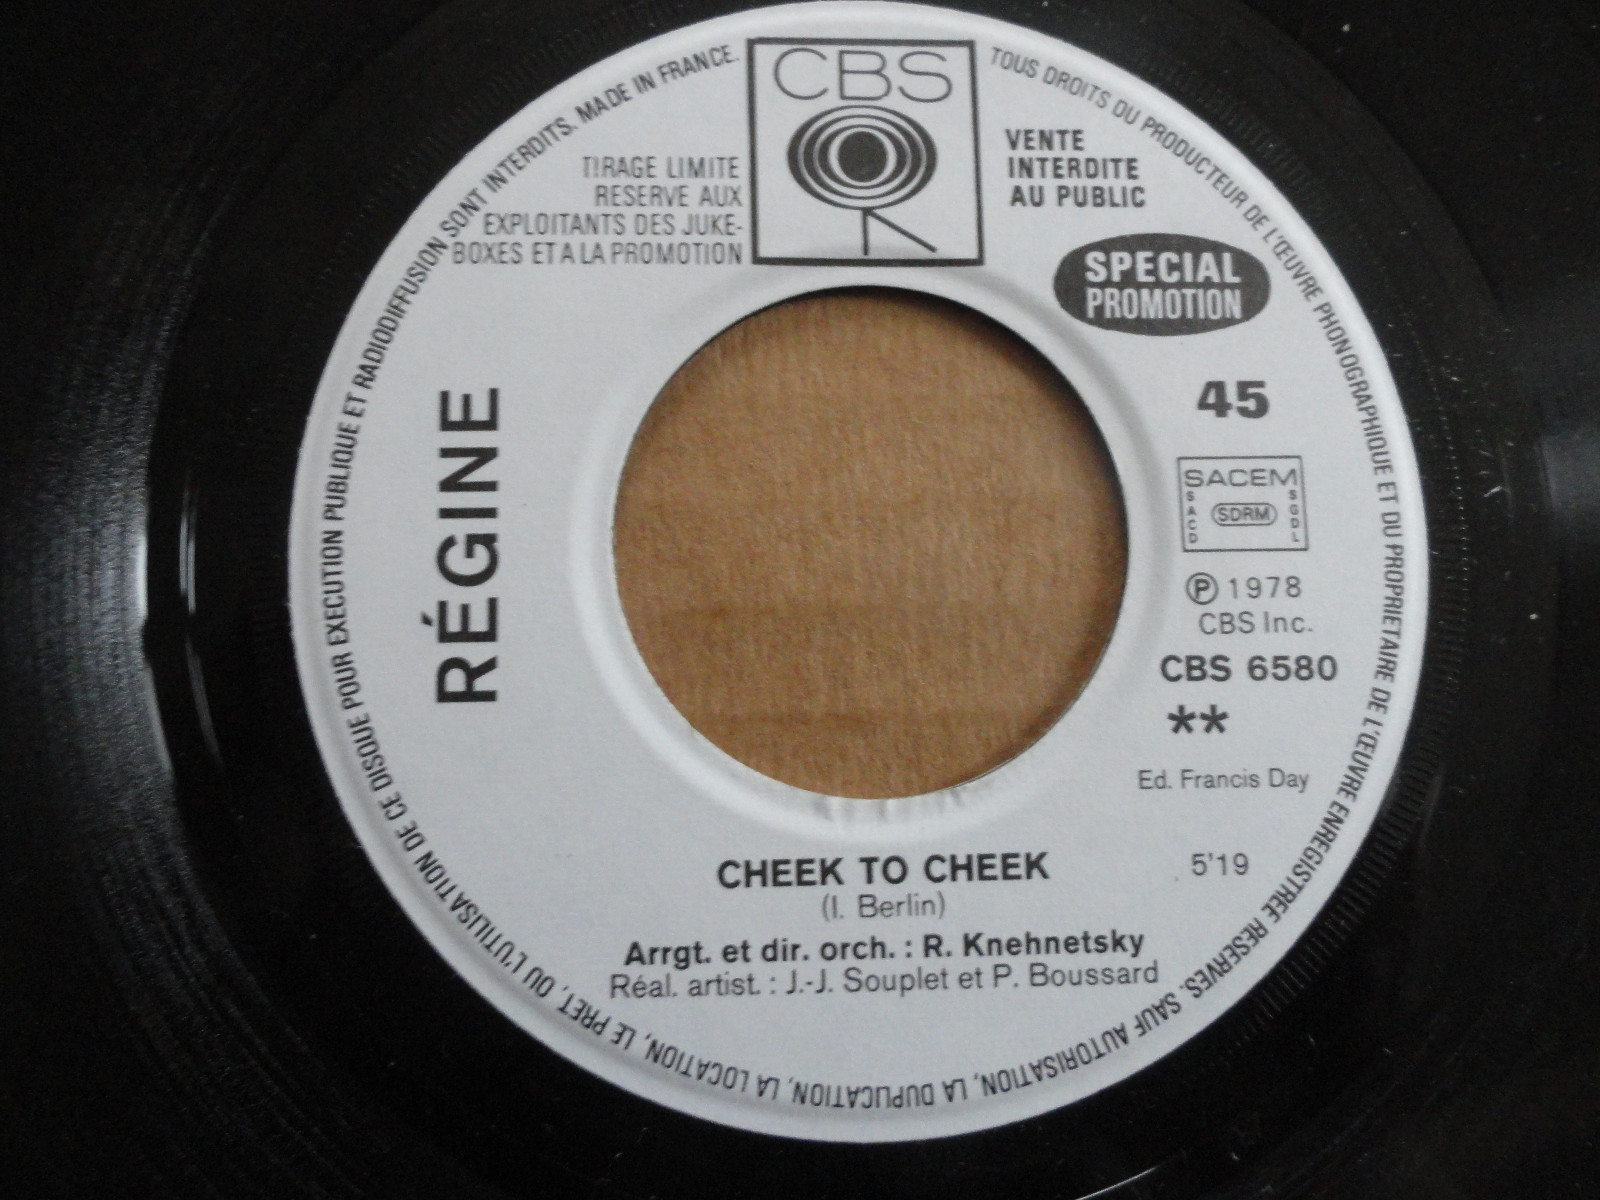 CBS
TIRAGE LIMITE
RESERVE AUX
EXPLOITANTS DES JUKE-
BOXES ET A LA PROMOTION
VENTE
INTERDITE
AU PUBLIC
SPECIAL
PROMOTION
45
SACEM
SACD
SDRM
SGDL
Ⓟ 1978
CBS Inc.
CBS 6580
**
Ed. Francis Day
RÉGINE
CHEEK TO CHEEK 5'19
(I. Berlin)
Arrgt. et dir. orch. : R. Knehnetsky
Réal. artist. : J.-J. Souplet et P. Boussard
TOUS DROITS DU PRODUCTEUR DE L'ŒUVRE PHONOGRAPHIQUE ET DU PROPRIETAIRE DE L'ŒUVRE ENREGISTREE RESERVES. SAUF AUTORISATION, LA DUPLICATION, LA LOCATION, LE PRET, OU L'UTILISATION DE CE DISQUE POUR EXECUTION PUBLIQUE ET RADIODIFFUSION SONT INTERDITS. MADE IN FRANCE.